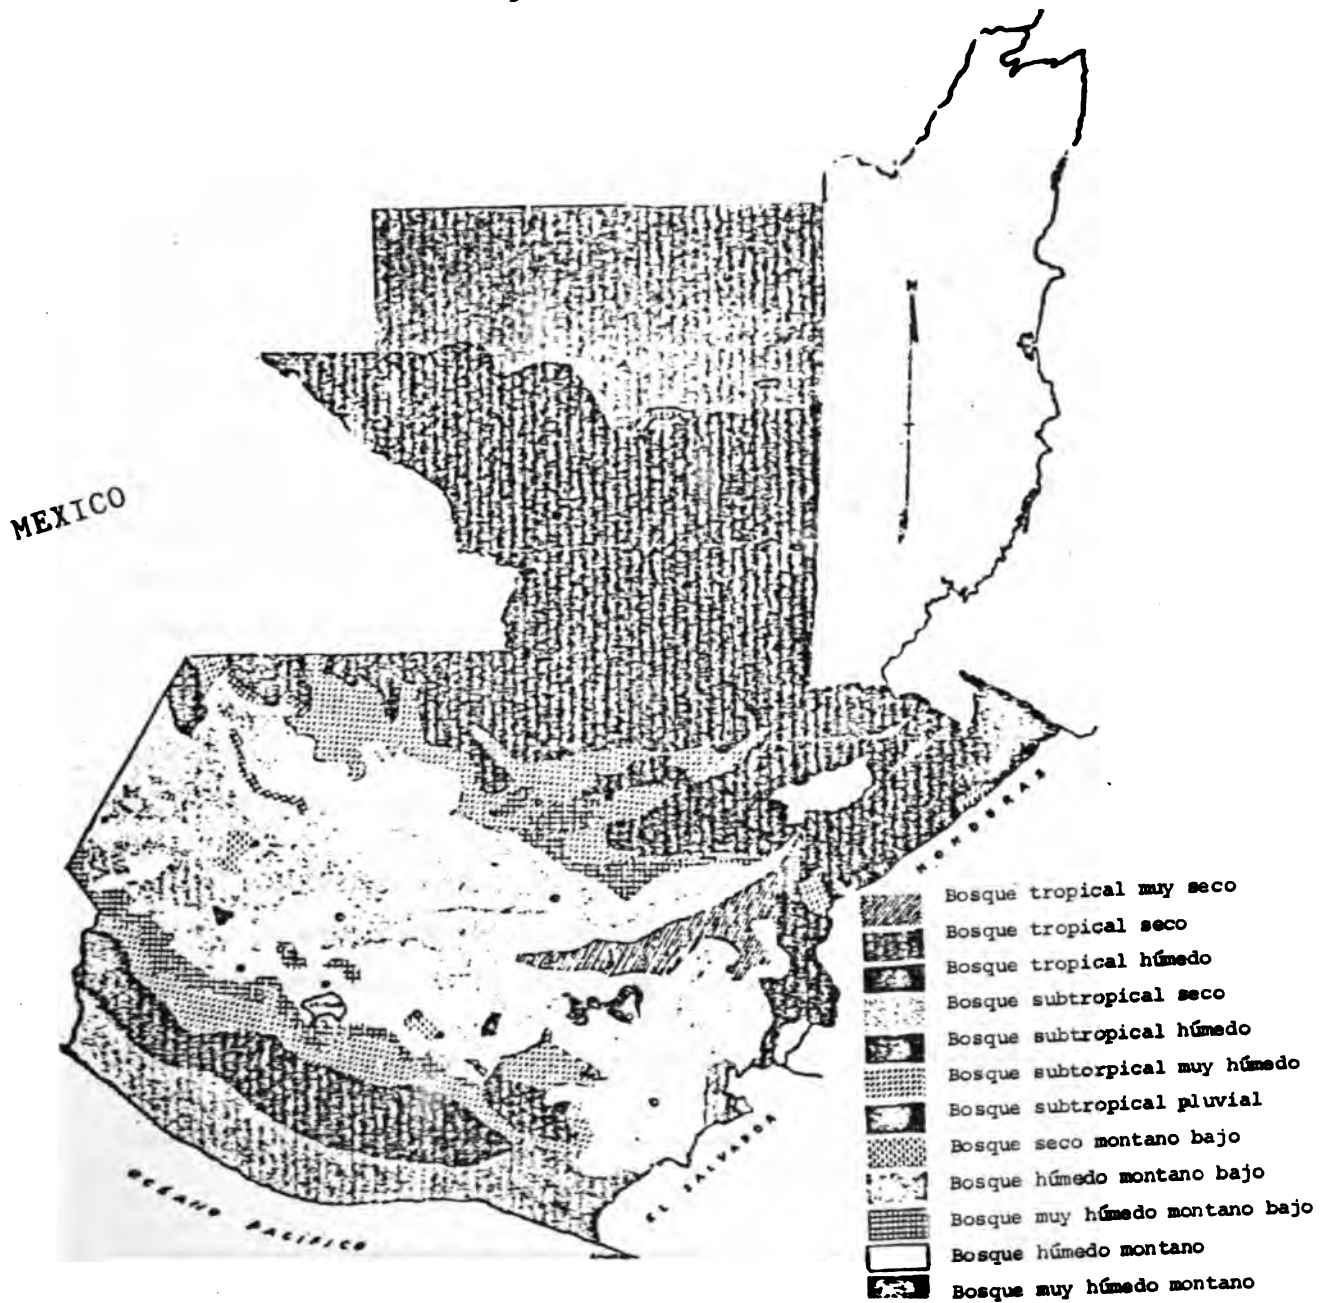 MEXICO
N
HONDURAS
Bosque tropical muy seco
Bosque tropical seco
Bosque tropical húmedo
Bosque subtropical seco
Bosque subtropical húmedo
Bosque subtorpical muy húmedo
Bosque subtropical pluvial
Bosque seco montano bajo
Bosque húmedo montano bajo
Bosque muy húmedo montano bajo
Bosque húmedo montano
Bosque muy húmedo montano
EL SALVADOR
OCÉANO PACÍFICO